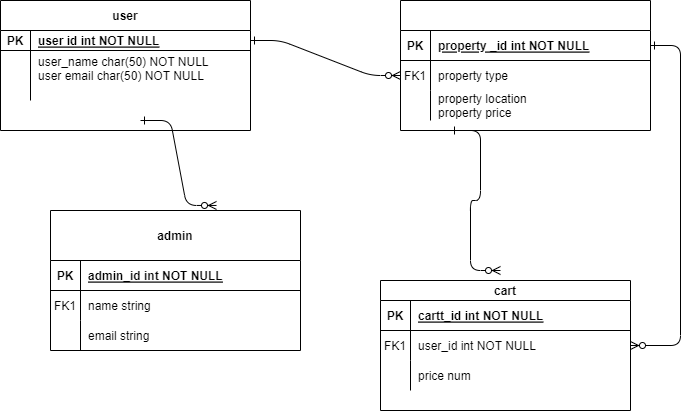 user
PK user id int NOT NULL
user_name char(50) NOT NULL
user email char(50) NOT NULL
PK property _id int NOT NULL
FK1 property type
property location
property price
admin
PK admin_id int NOT NULL
FK1 name string
email string
cart
PK cartt_id int NOT NULL
FK1 user_id int NOT NULL
price num